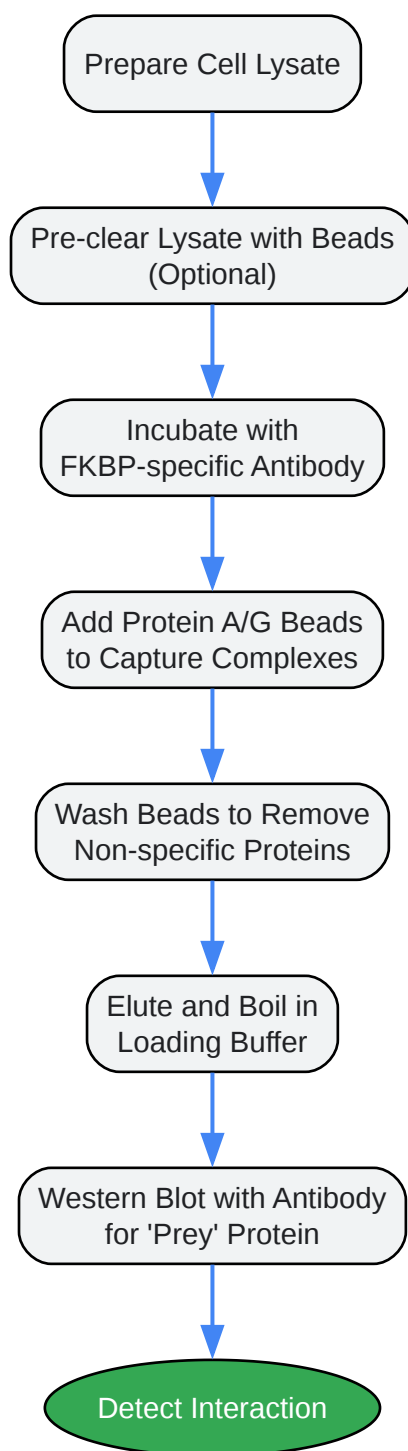 Prepare Cell Lysate
Pre-clear Lysate with Beads
(Optional)
Incubate with
FKBP-specific Antibody
Add Protein A/G Beads
to Capture Complexes
Wash Beads to Remove
Non-specific Proteins
Elute and Boil in
Loading Buffer
Western Blot with Antibody
for 'Prey' Protein
Detect Interaction